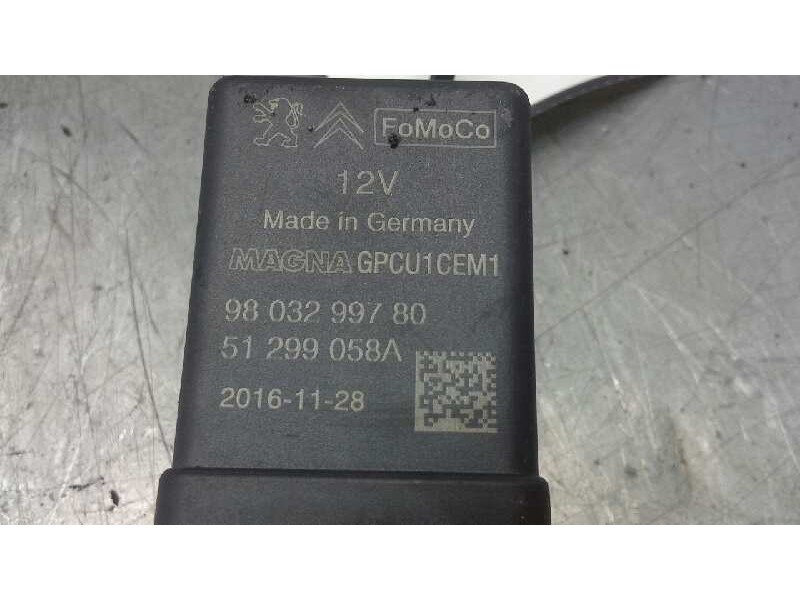 FoMoCo
12V
Made in Germany
MAGNA GPCU1CEM1
98 032 997 80
51 299 058A
2016-11-28